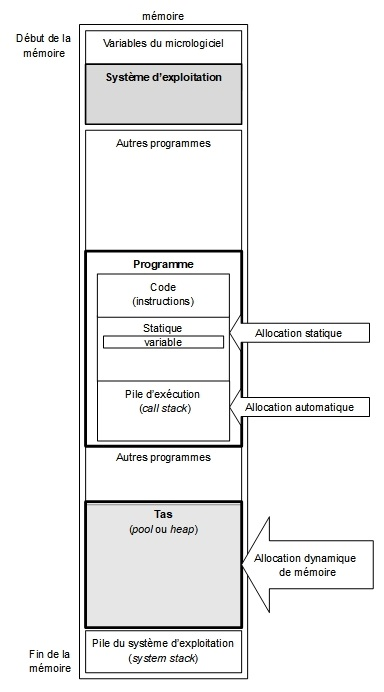 mémoire
Début de la
mémoire
Variables du micrologiciel
Système d'exploitation
Autres programmes
Programme
Code
(instructions)
Statique
variable
Allocation statique
Pile d'exécution
(call stack)
Allocation automatique
Autres programmes
Tas
(pool ou heap)
Allocation dynamique
de mémoire
Pile du système d'exploitation
(system stack)
Fin de la
mémoire